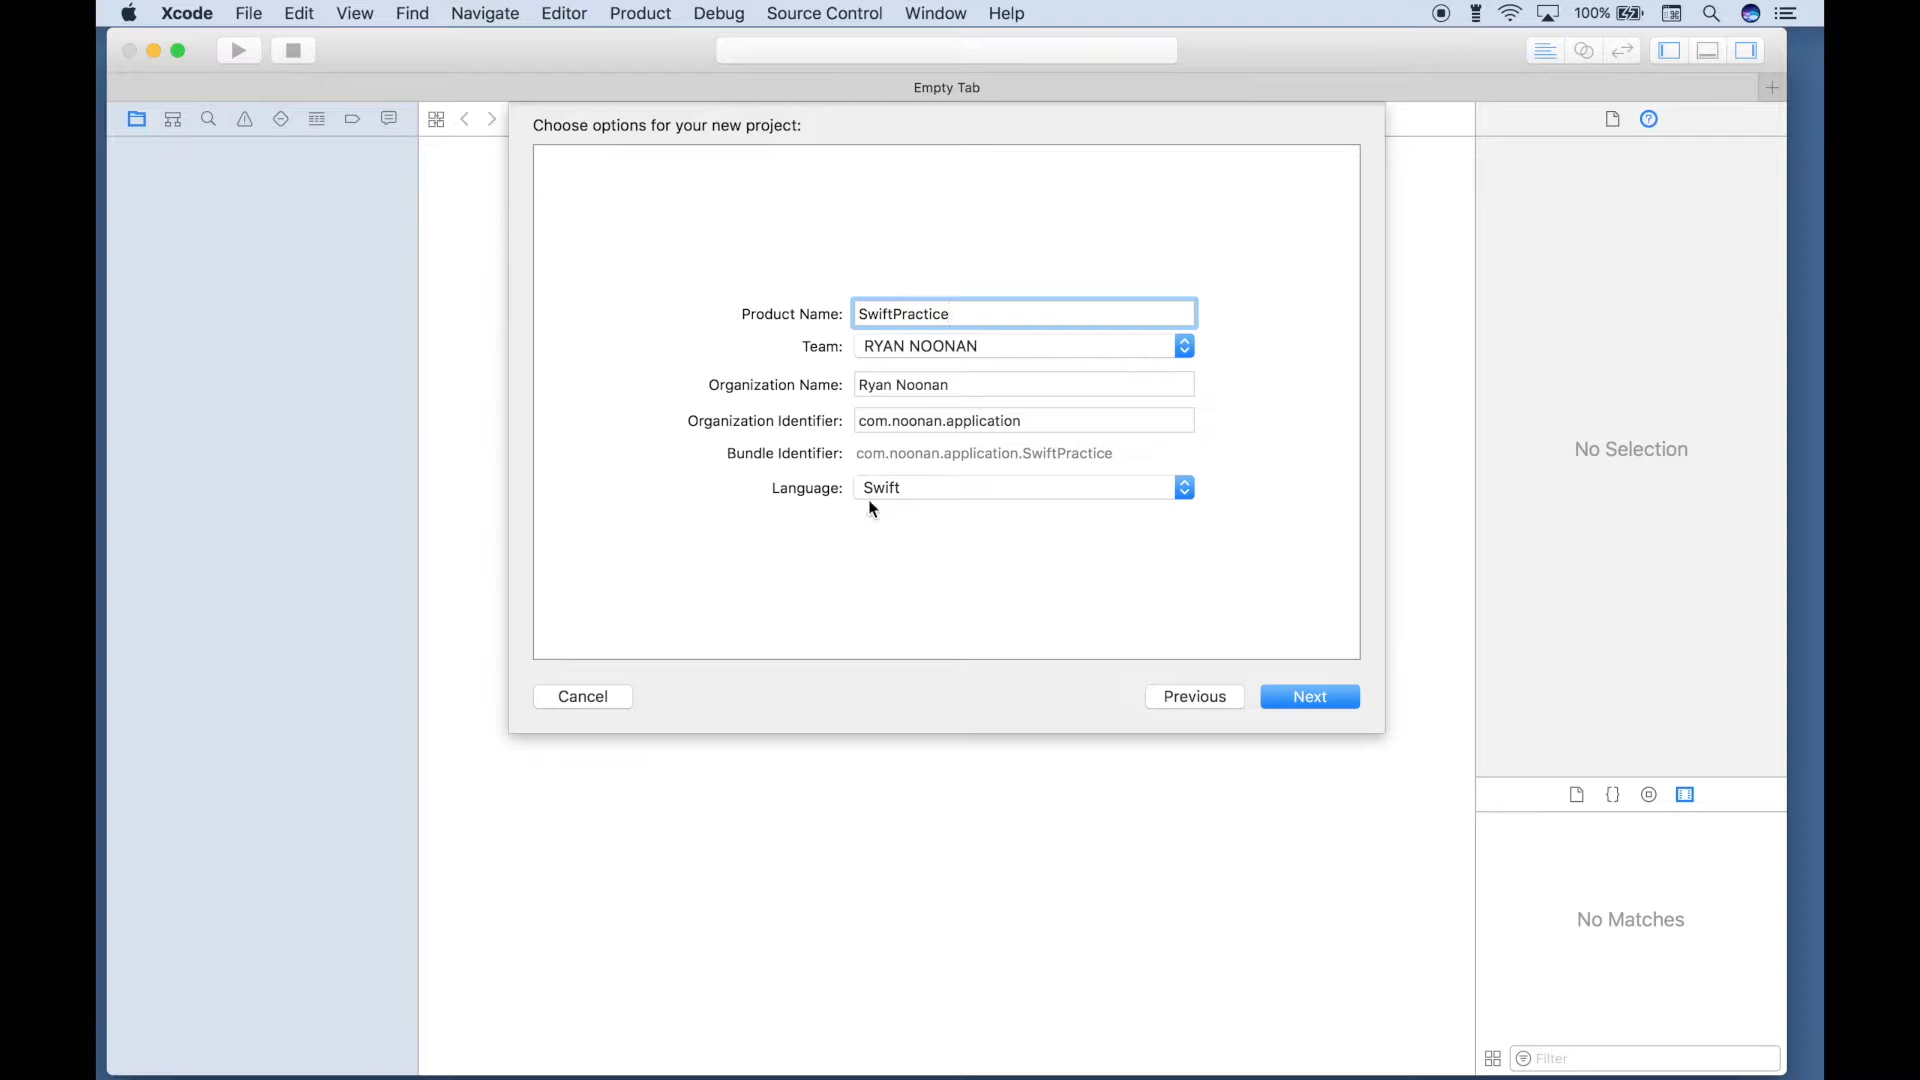 Xcode File Edit View Find Navigate Editor Product Debug Source Control Window Help 100%
Empty Tab
Choose options for your new project:
Product Name: SwiftPractice
Team: RYAN NOONAN
Organization Name: Ryan Noonan
Organization Identifier: com.noonan.application
Bundle Identifier: com.noonan.application.SwiftPractice
Language: Swift
Cancel Previous Next
No Selection
No Matches
Filter